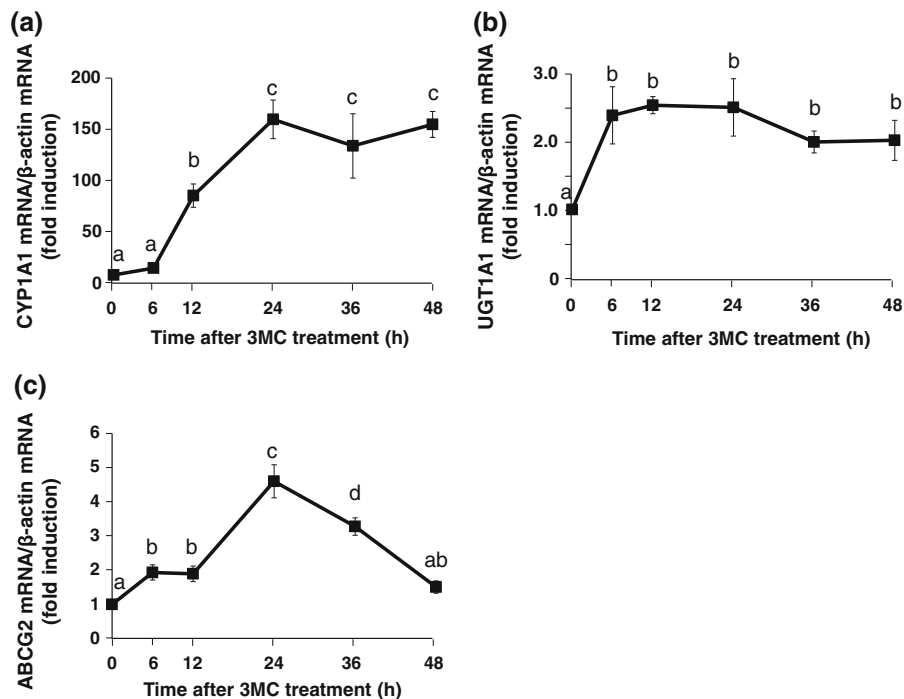 (a)
CYP1A1 mRNA/β-actin mRNA
(fold induction)
200
150
100
50
0
a
a
b
c
c
c
0 6 12 24 36 48
Time after 3MC treatment (h)
(b)
UGT1A1 mRNA/β-actin mRNA
(fold induction)
3.0
2.0
1.0
0
a
b
b
b
b
b
0 6 12 24 36 48
Time after 3MC treatment (h)
(c)
ABCG2 mRNA/β-actin mRNA
(fold induction)
6
5
4
3
2
1
0
a
b
b
c
d
ab
0 6 12 24 36 48
Time after 3MC treatment (h)